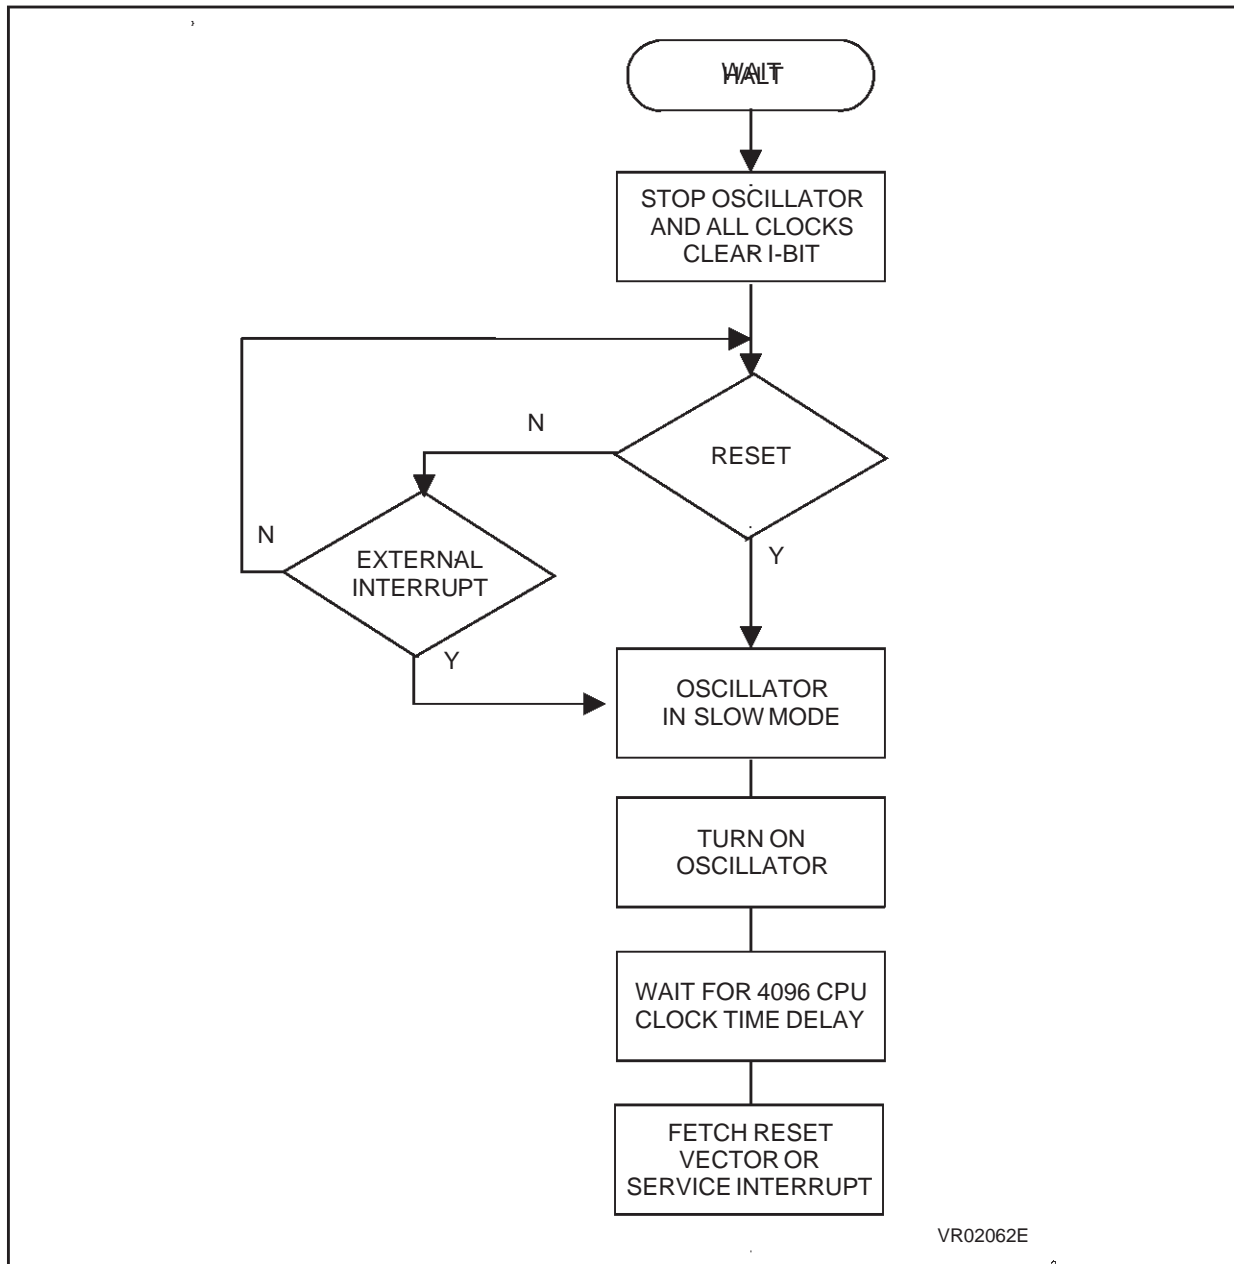 HALT
STOP OSCILLATOR
AND ALL CLOCKS
CLEAR I-BIT
N
RESET
N
EXTERNAL
INTERRUPT
Y
Y
OSCILLATOR
IN SLOW MODE
TURN ON
OSCILLATOR
WAIT FOR 4096 CPU
CLOCK TIME DELAY
FETCH RESET
VECTOR OR
SERVICE INTERRUPT
VR02062E